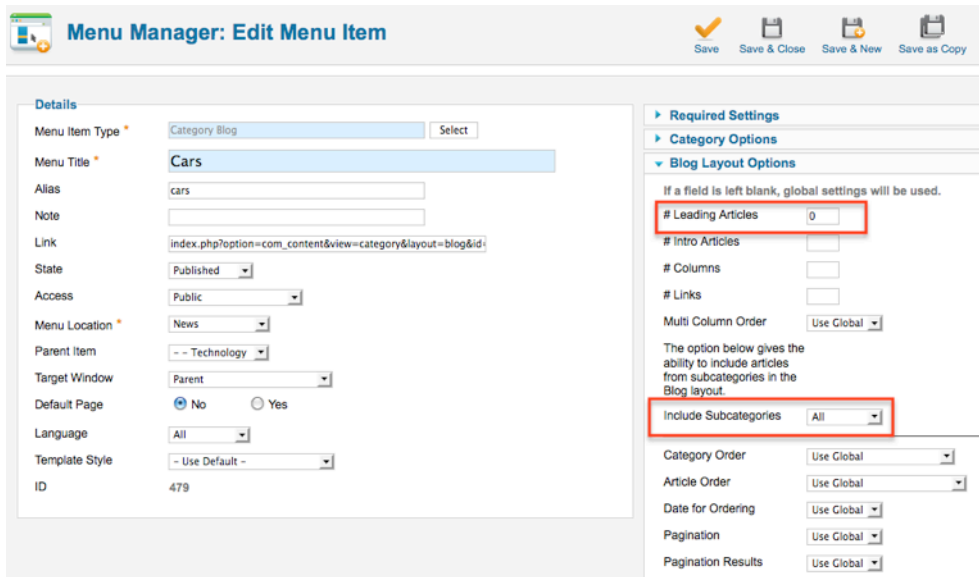 Menu Manager: Edit Menu Item
Save
Save & Close
Save & New
Save as Copy
Details
Menu Item Type *
Category Blog
Select
Menu Title *
Cars
Alias
cars
Note
Link
index.php?option=com_content&view=category&layout=blog&id=
State
Published
Access
Public
Menu Location *
News
Parent Item
- - Technology
Target Window
Parent
Default Page
No
Yes
Language
All
Template Style
- Use Default -
ID
479
Required Settings
Category Options
Blog Layout Options
If a field is left blank, global settings will be used.
# Leading Articles
0
# Intro Articles
# Columns
# Links
Multi Column Order
Use Global
The option below gives the
ability to include articles
from subcategories in the
Blog layout.
Include Subcategories
All
Category Order
Use Global
Article Order
Use Global
Date for Ordering
Use Global
Pagination
Use Global
Pagination Results
Use Global